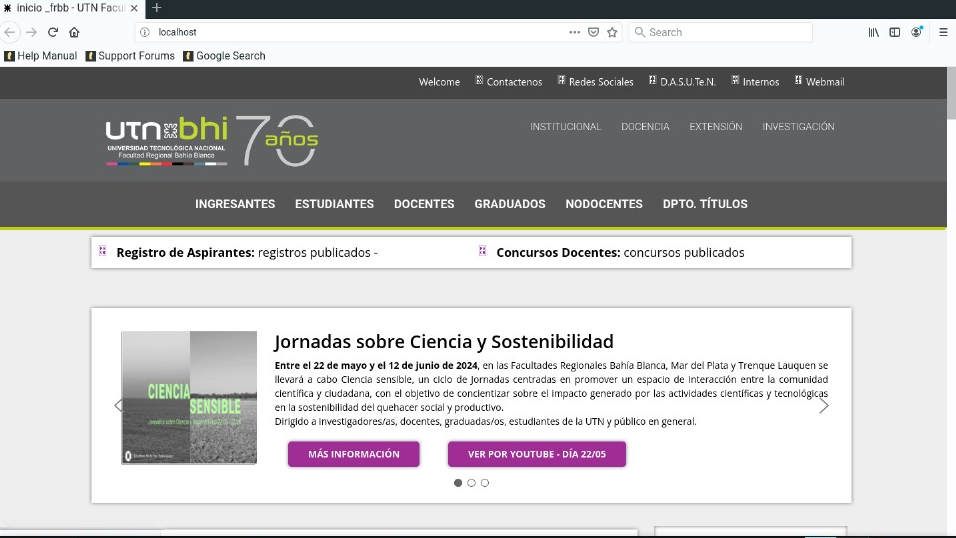 inicio _frbb - UTN Facul
localhost
Search
Help Manual Support Forums Google Search
Welcome Contactenos Redes Sociales D.A.S.U.Te.N. Internos Webmail
utn bhi 70 años
UNIVERSIDAD TECNOLÓGICA NACIONAL
Facultad Regional Bahía Blanca
INSTITUCIONAL DOCENCIA EXTENSIÓN INVESTIGACIÓN
INGRESANTES ESTUDIANTES DOCENTES GRADUADOS NODOCENTES DPTO. TÍTULOS
Registro de Aspirantes: registros publicados - Concursos Docentes: concursos publicados
Jornadas sobre Ciencia y Sostenibilidad
Entre el 22 de mayo y el 12 de junio de 2024, en las Facultades Regionales Bahía Blanca, Mar del Plata y Trenque Lauquen se
llevará a cabo Ciencia sensible, un ciclo de Jornadas centradas en promover un espacio de interacción entre la comunidad
científica y ciudadana, con el objetivo de concientizar sobre el impacto generado por las actividades científicas y tecnológicas
en la sostenibilidad del quehacer social y productivo.
Dirigido a investigadores/as, docentes, graduadas/os, estudiantes de la UTN y público en general.
CIENCIA
SENSIBLE
MÁS INFORMACIÓN VER POR YOUTUBE - DÍA 22/05